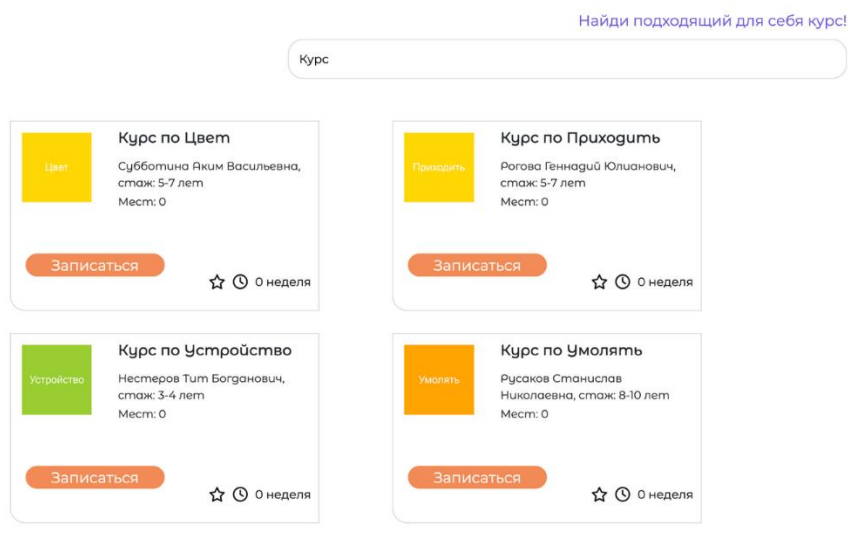 Найди подходящий для себя курс!
Курс
Цвет
Курс по Цвет
Субботина Аким Васильевна,
стаж: 5-7 лет
Мест: 0
Записаться
0 неделя
Приходить
Курс по Приходить
Рогова Геннадий Юлианович,
стаж: 5-7 лет
Мест: 0
Записаться
0 неделя
Устройство
Курс по Устройство
Нестеров Тит Богданович,
стаж: 3-4 лет
Мест: 0
Записаться
0 неделя
Умолять
Курс по Умолять
Русаков Станислав
Николаевна, стаж: 8-10 лет
Мест: 0
Записаться
0 неделя